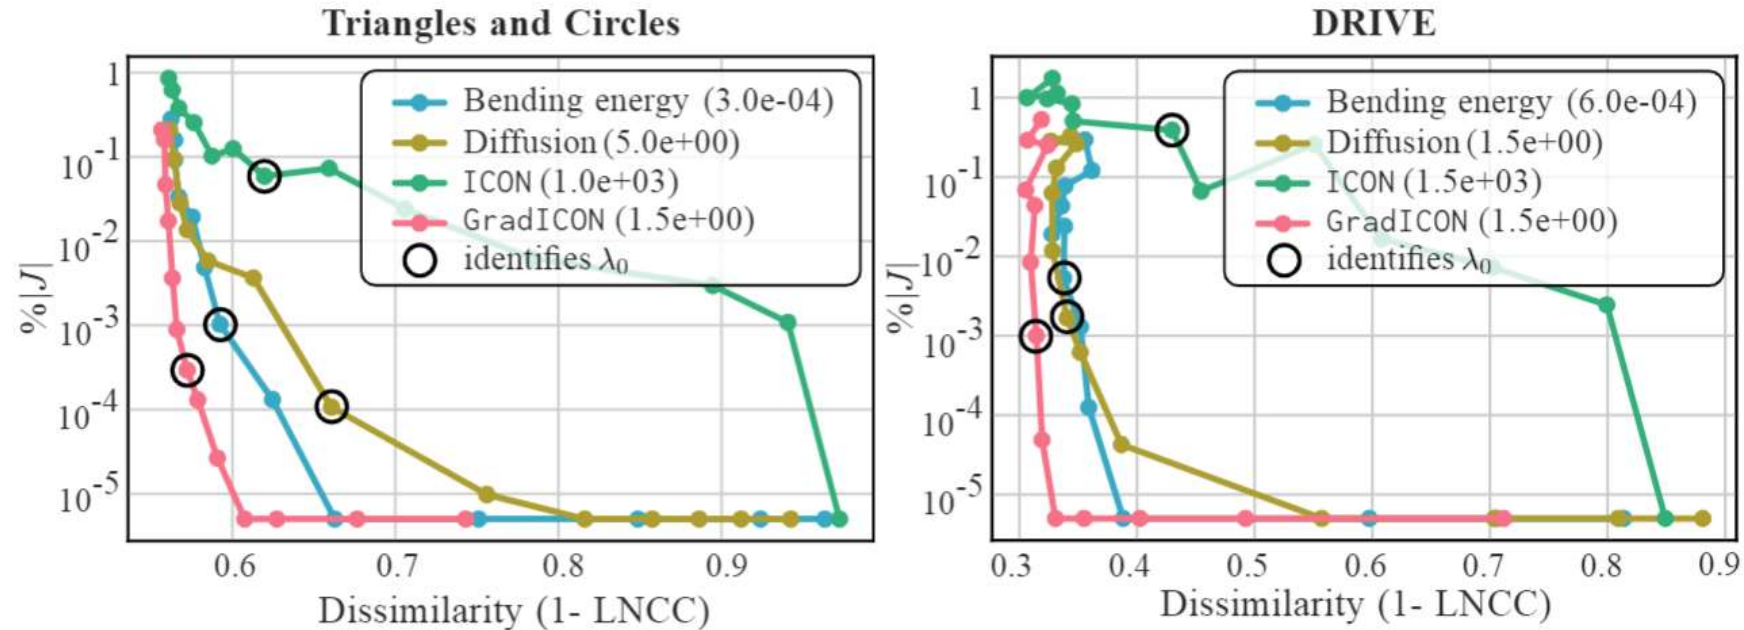 Triangles and Circles
%|J|
1
10^-1
10^-2
10^-3
10^-4
10^-5
Bending energy (3.0e-04)
Diffusion (5.0e+00)
ICON (1.0e+03)
GradICON (1.5e+00)
identifies λ₀
0.6 0.7 0.8 0.9
Dissimilarity (1- LNCC)
DRIVE
%|J|
1
10^-1
10^-2
10^-3
10^-4
10^-5
Bending energy (6.0e-04)
Diffusion (1.5e+00)
ICON (1.5e+03)
GradICON (1.5e+00)
identifies λ₀
0.3 0.4 0.5 0.6 0.7 0.8 0.9
Dissimilarity (1- LNCC)